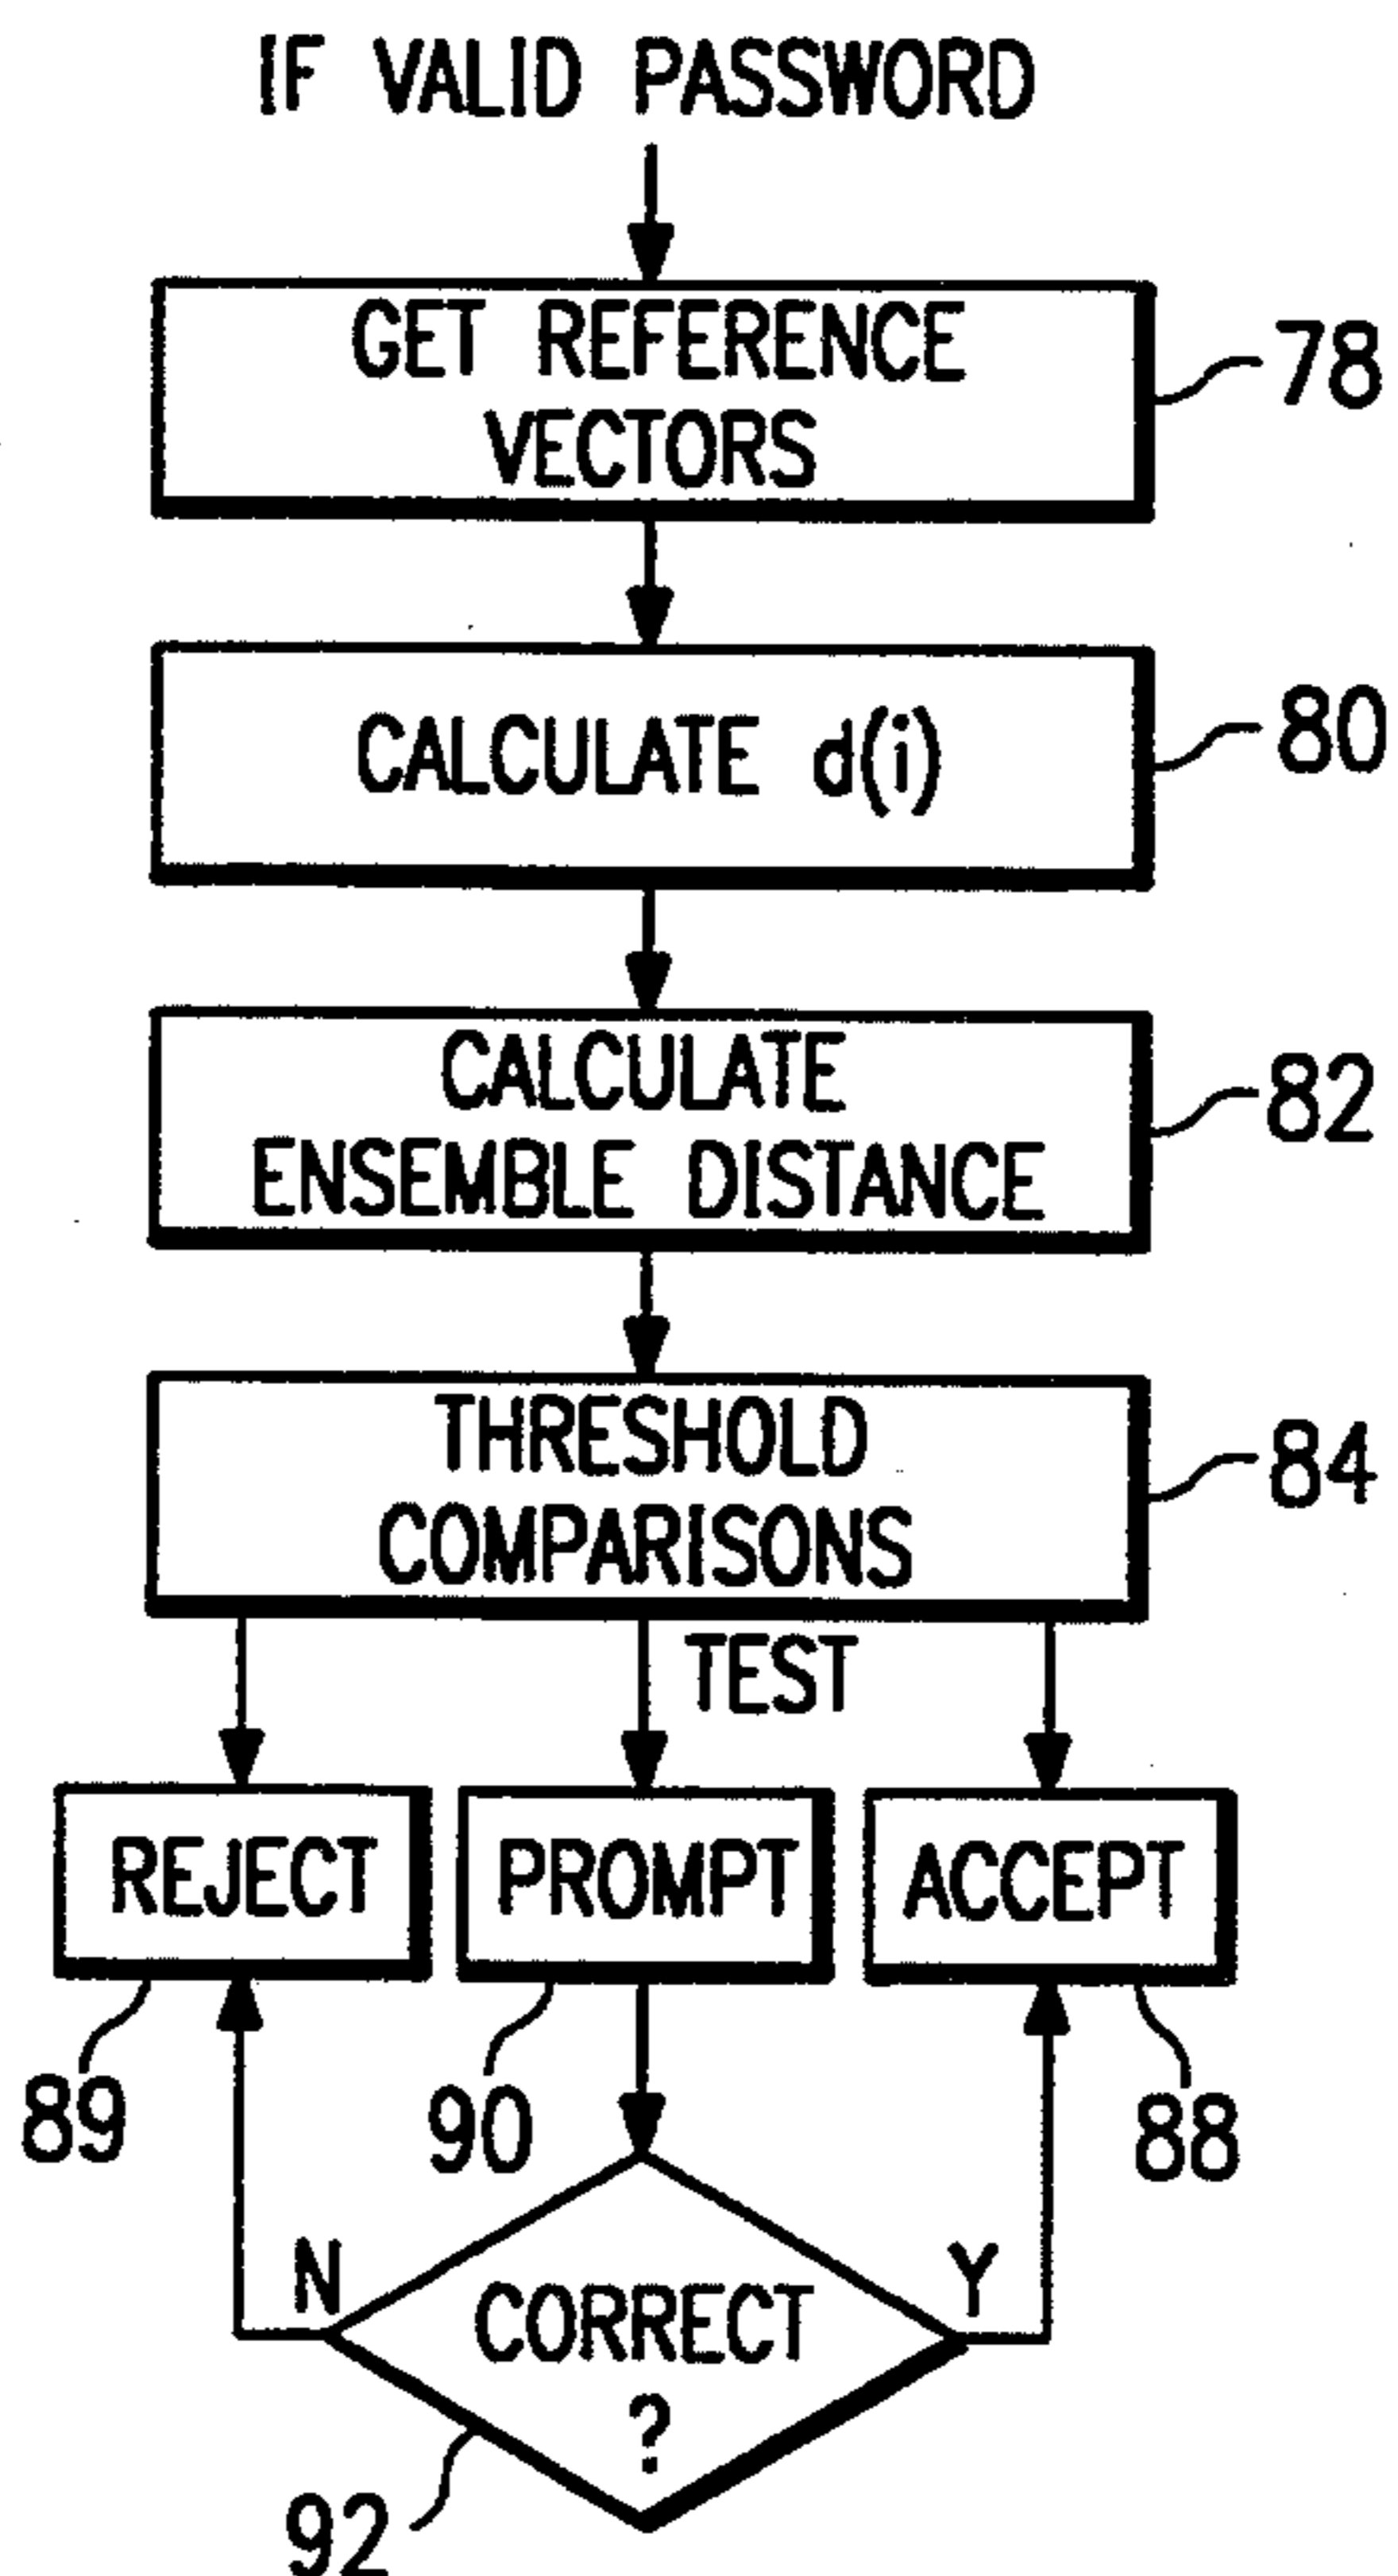 IF VALID PASSWORD
GET REFERENCE
VECTORS
78
CALCULATE d(i)
80
CALCULATE
ENSEMBLE DISTANCE
82
THRESHOLD
COMPARISONS
84
TEST
REJECT
PROMPT
ACCEPT
89
90
88
N
Y
CORRECT
?
92